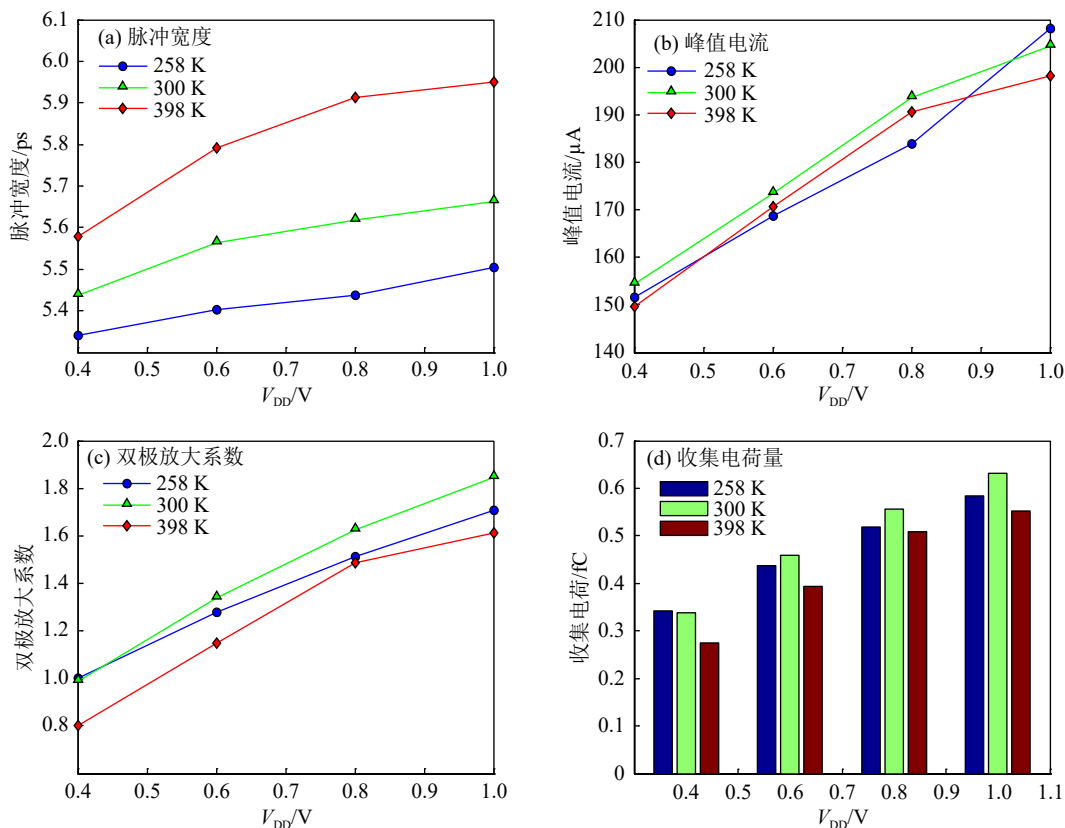 (a) 脉冲宽度
258 K
300 K
398 K
6.1
6.0
5.9
5.8
5.7
5.6
5.5
5.4
脉冲宽度/ps
0.4 0.5 0.6 0.7 0.8 0.9 1.0
V_DD/V
(b) 峰值电流
258 K
300 K
398 K
210
200
190
180
170
160
150
140
峰值电流/μA
0.4 0.5 0.6 0.7 0.8 0.9 1.0
V_DD/V
(c) 双极放大系数
258 K
300 K
398 K
2.0
1.8
1.6
1.4
1.2
1.0
0.8
双极放大系数
0.4 0.5 0.6 0.7 0.8 0.9 1.0
V_DD/V
(d) 收集电荷量
258 K
300 K
398 K
0.7
0.6
0.5
0.4
0.3
0.2
0.1
0
收集电荷/fC
0.4 0.5 0.6 0.7 0.8 0.9 1.0 1.1
V_DD/V